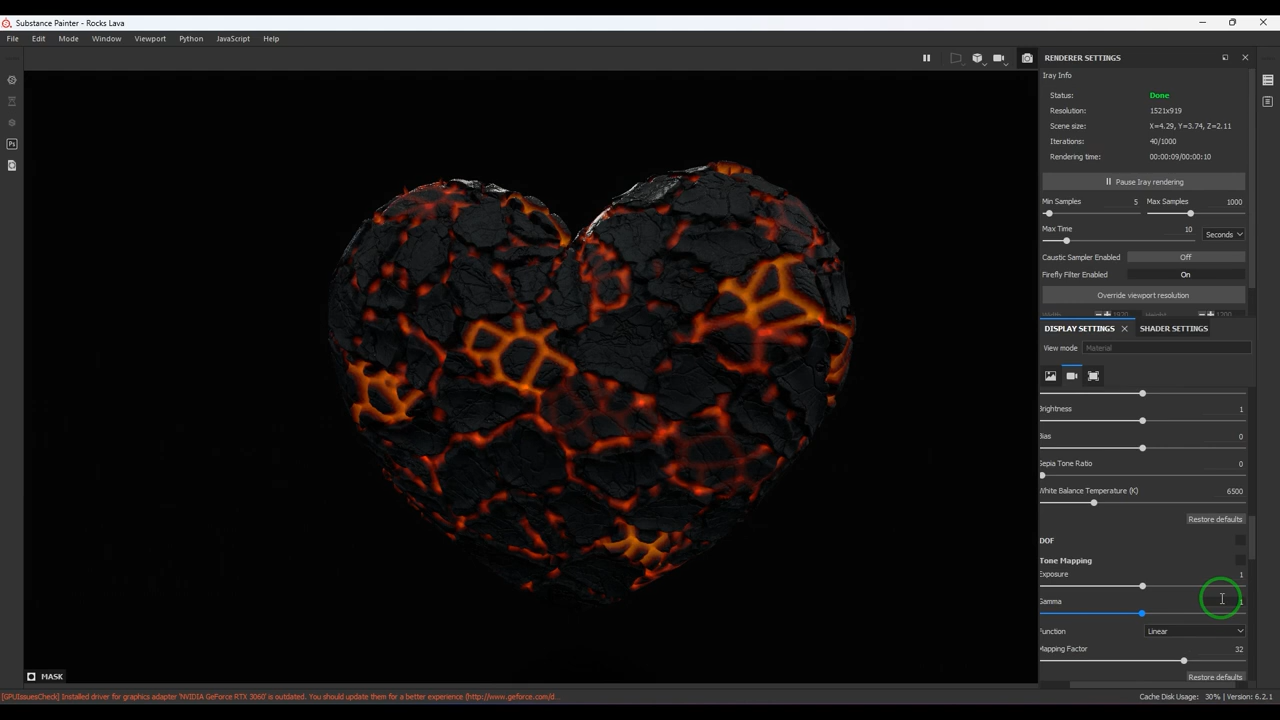 Substance Painter - Rocks Lava
File Edit Mode Window Viewport Python JavaScript Help
RENDERER SETTINGS
Iray Info
Status: Done
Resolution: 1521x919
Scene size: X=4.29, Y=3.74, Z=2.11
Iterations: 40/1000
Rendering time: 00:00:09/00:00:10
Pause Iray rendering
Min Samples 5 Max Samples 1000
Max Time 10
Seconds
Caustic Sampler Enabled Off
Firefly Filter Enabled On
Override viewport resolution
Width 1920 Height 1200
DISPLAY SETTINGS SHADER SETTINGS
View mode Material
Brightness 1
Bias 0
Sepia Tone Ratio 0
White Balance Temperature (K) 6500
Restore defaults
DOF
Tone Mapping
Exposure 1
Gamma 1
Function Linear
Mapping Factor 32
Restore defaults
Ps
MASK
[GPUIssuesCheck] Installed driver for graphics adapter 'NVIDIA GeForce RTX 3060' is outdated. You should update them for a better experience (http://www.geforce.com/d...
Cache Disk Usage: 30% | Version: 6.2.1